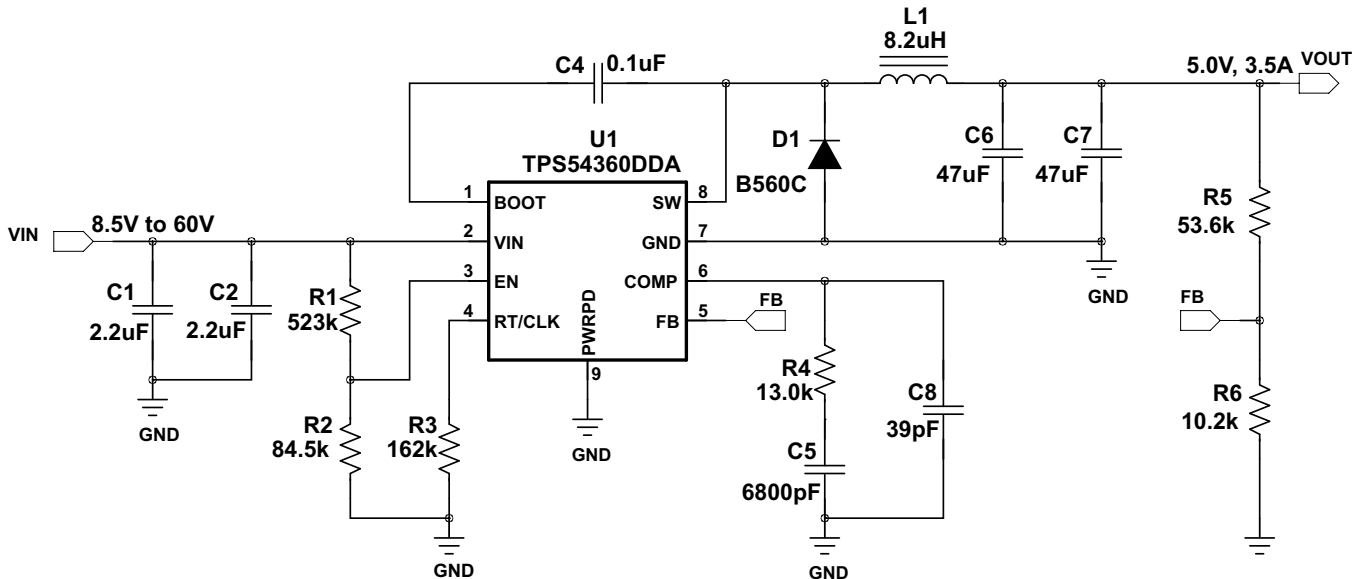 L1
8.2uH
C4
0.1uF
5.0V, 3.5A
VOUT
U1
TPS54360DDA
D1
B560C
C6
47uF
C7
47uF
R5
53.6k
1
BOOT
SW
8
VIN
8.5V to 60V
2
VIN
GND
7
3
EN
COMP
6
4
RT/CLK
FB
5
FB
PWRPD
9
GND
C1
2.2uF
C2
2.2uF
R1
523k
GND
FB
R4
13.0k
C8
39pF
R6
10.2k
GND
R2
84.5k
R3
162k
GND
C5
6800pF
GND
GND